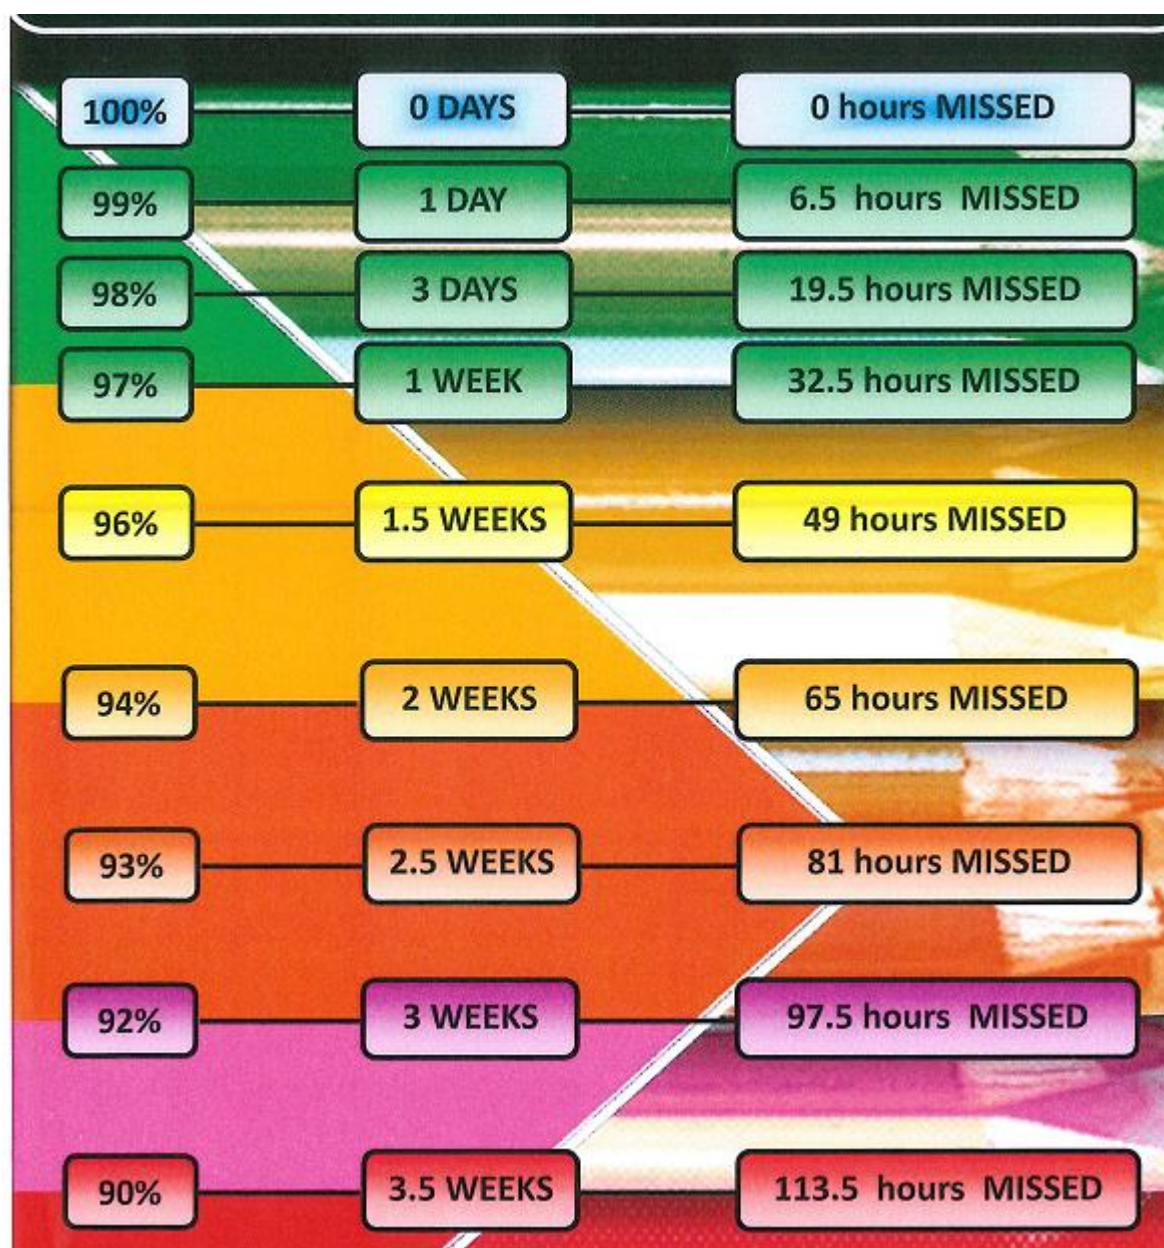 100% 0 DAYS 0 hours MISSED
99% 1 DAY 6.5 hours MISSED
98% 3 DAYS 19.5 hours MISSED
97% 1 WEEK 32.5 hours MISSED
96% 1.5 WEEKS 49 hours MISSED
94% 2 WEEKS 65 hours MISSED
93% 2.5 WEEKS 81 hours MISSED
92% 3 WEEKS 97.5 hours MISSED
90% 3.5 WEEKS 113.5 hours MISSED